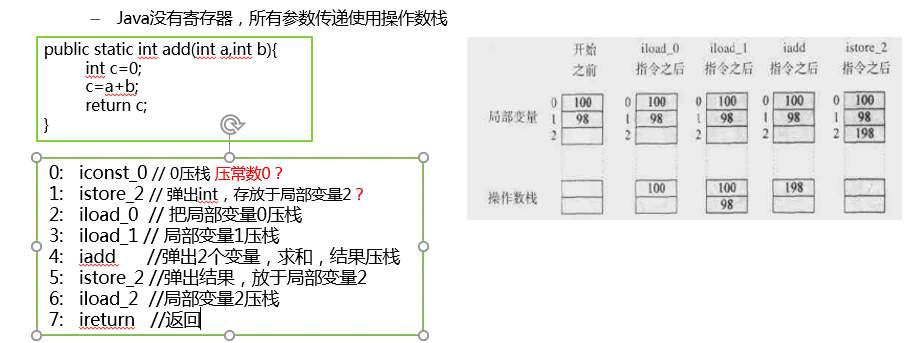 – Java没有寄存器，所有参数传递使用操作数栈
public static int add(int a,int b){
int c=0;
c=a+b;
return c;
}
0: iconst_0 // 0压栈 压常数0？
1: istore_2 // 弹出int，存放于局部变量2？
2: iload_0 // 把局部变量0压栈
3: iload_1 // 局部变量1压栈
4: iadd //弹出2个变量，求和，结果压栈
5: istore_2 //弹出结果，放于局部变量2
6: iload_2 //局部变量2压栈
7: ireturn //返回
开始 iload_0 iload_1 iadd istore_2
之前 指令之后 指令之后 指令之后 指令之后
0 100 0 100 0 100 0 100 0 100
局部变量 1 98 1 98 1 98 1 98 1 98
2 2 2 2 2 198
操作数栈 100 100 198
98